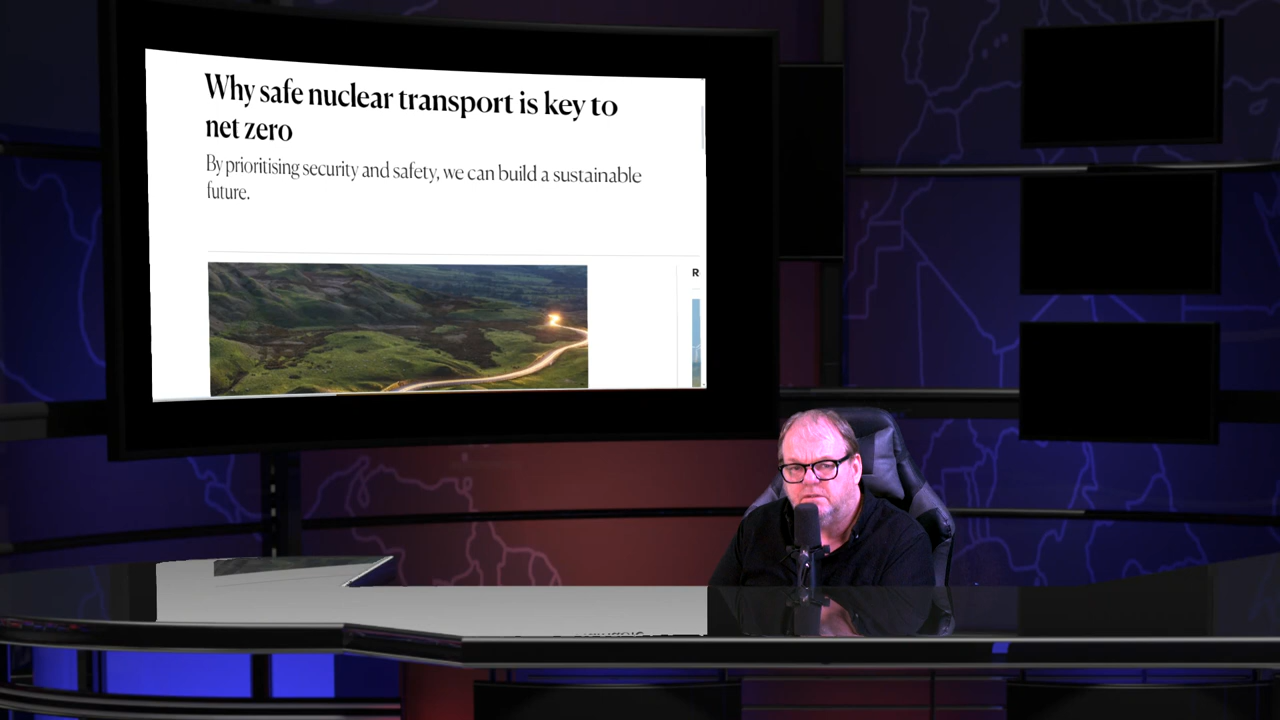 Why safe nuclear transport is key to
net zero
By prioritising security and safety, we can build a sustainable
future.
R